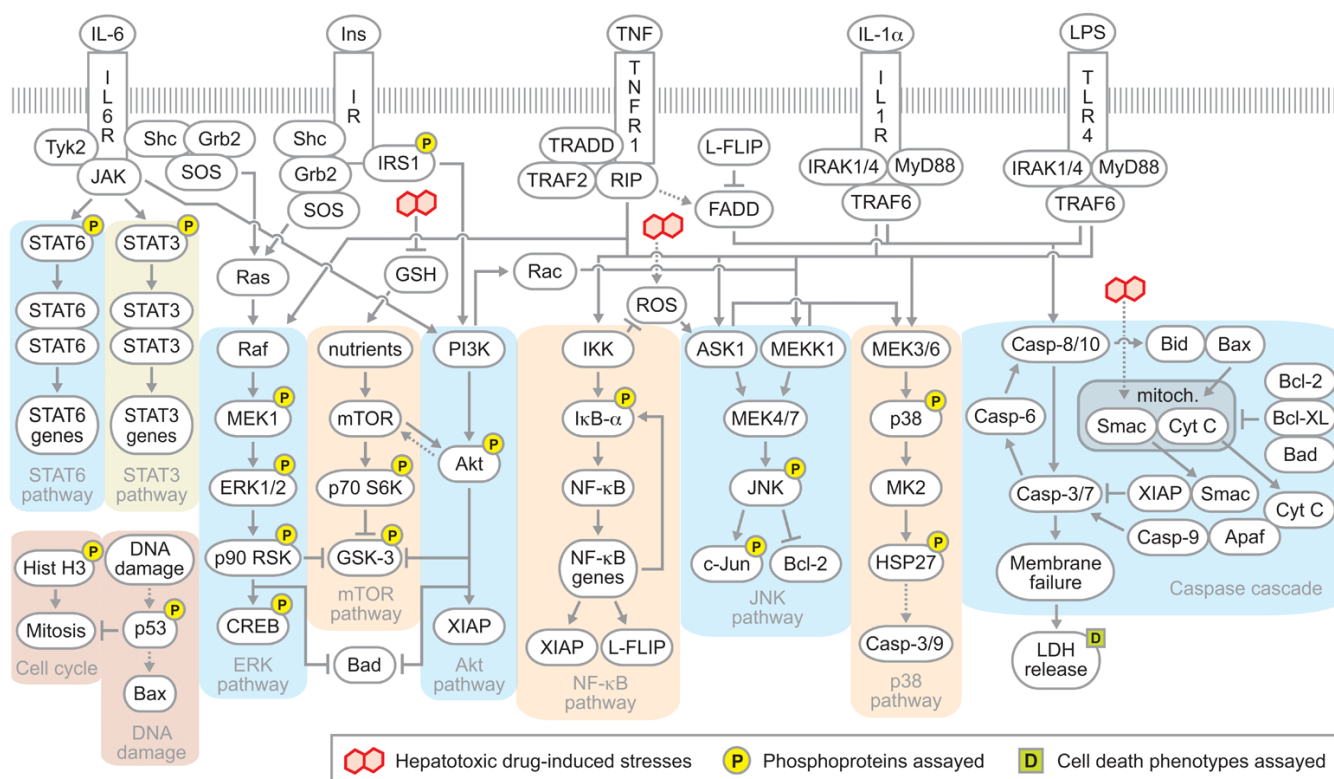 IL-6
Ins
TNF
IL-1α
LPS
IL6R
IR
TNFR1
IL1R
TLR4
Tyk2
Shc
Grb2
SOS
JAK
Shc
Grb2
SOS
IRS1
P
TRADD
TRAF2
RIP
L-FLIP
FADD
IRAK1/4
MyD88
TRAF6
IRAK1/4
MyD88
TRAF6
STAT6
P
STAT3
P
Ras
GSH
Rac
ROS
STAT6
STAT6
STAT6
genes
STAT6
pathway
STAT3
STAT3
STAT3
genes
STAT3
pathway
Raf
MEK1
P
ERK1/2
P
p90 RSK
P
CREB
P
ERK
pathway
nutrients
mTOR
p70 S6K
P
GSK-3
P
mTOR
pathway
Bad
PI3K
Akt
P
XIAP
Akt
pathway
IKK
IκB-α
P
NF-κB
NF-κB
genes
XIAP
L-FLIP
NF-κB
pathway
ASK1
MEKK1
MEK4/7
JNK
P
c-Jun
P
Bcl-2
JNK
pathway
MEK3/6
p38
P
MK2
HSP27
P
Casp-3/9
p38
pathway
Casp-8/10
Bid
Bax
Casp-6
mitoch.
Smac
Cyt C
Bcl-2
Bcl-XL
Bad
Casp-3/7
XIAP
Smac
Cyt C
Casp-9
Apaf
Membrane
failure
Caspase cascade
LDH
release
D
Hist H3
P
Mitosis
Cell cycle
DNA
damage
p53
P
Bax
DNA
damage
Hepatotoxic drug-induced stresses
P Phosphoproteins assayed
D Cell death phenotypes assayed